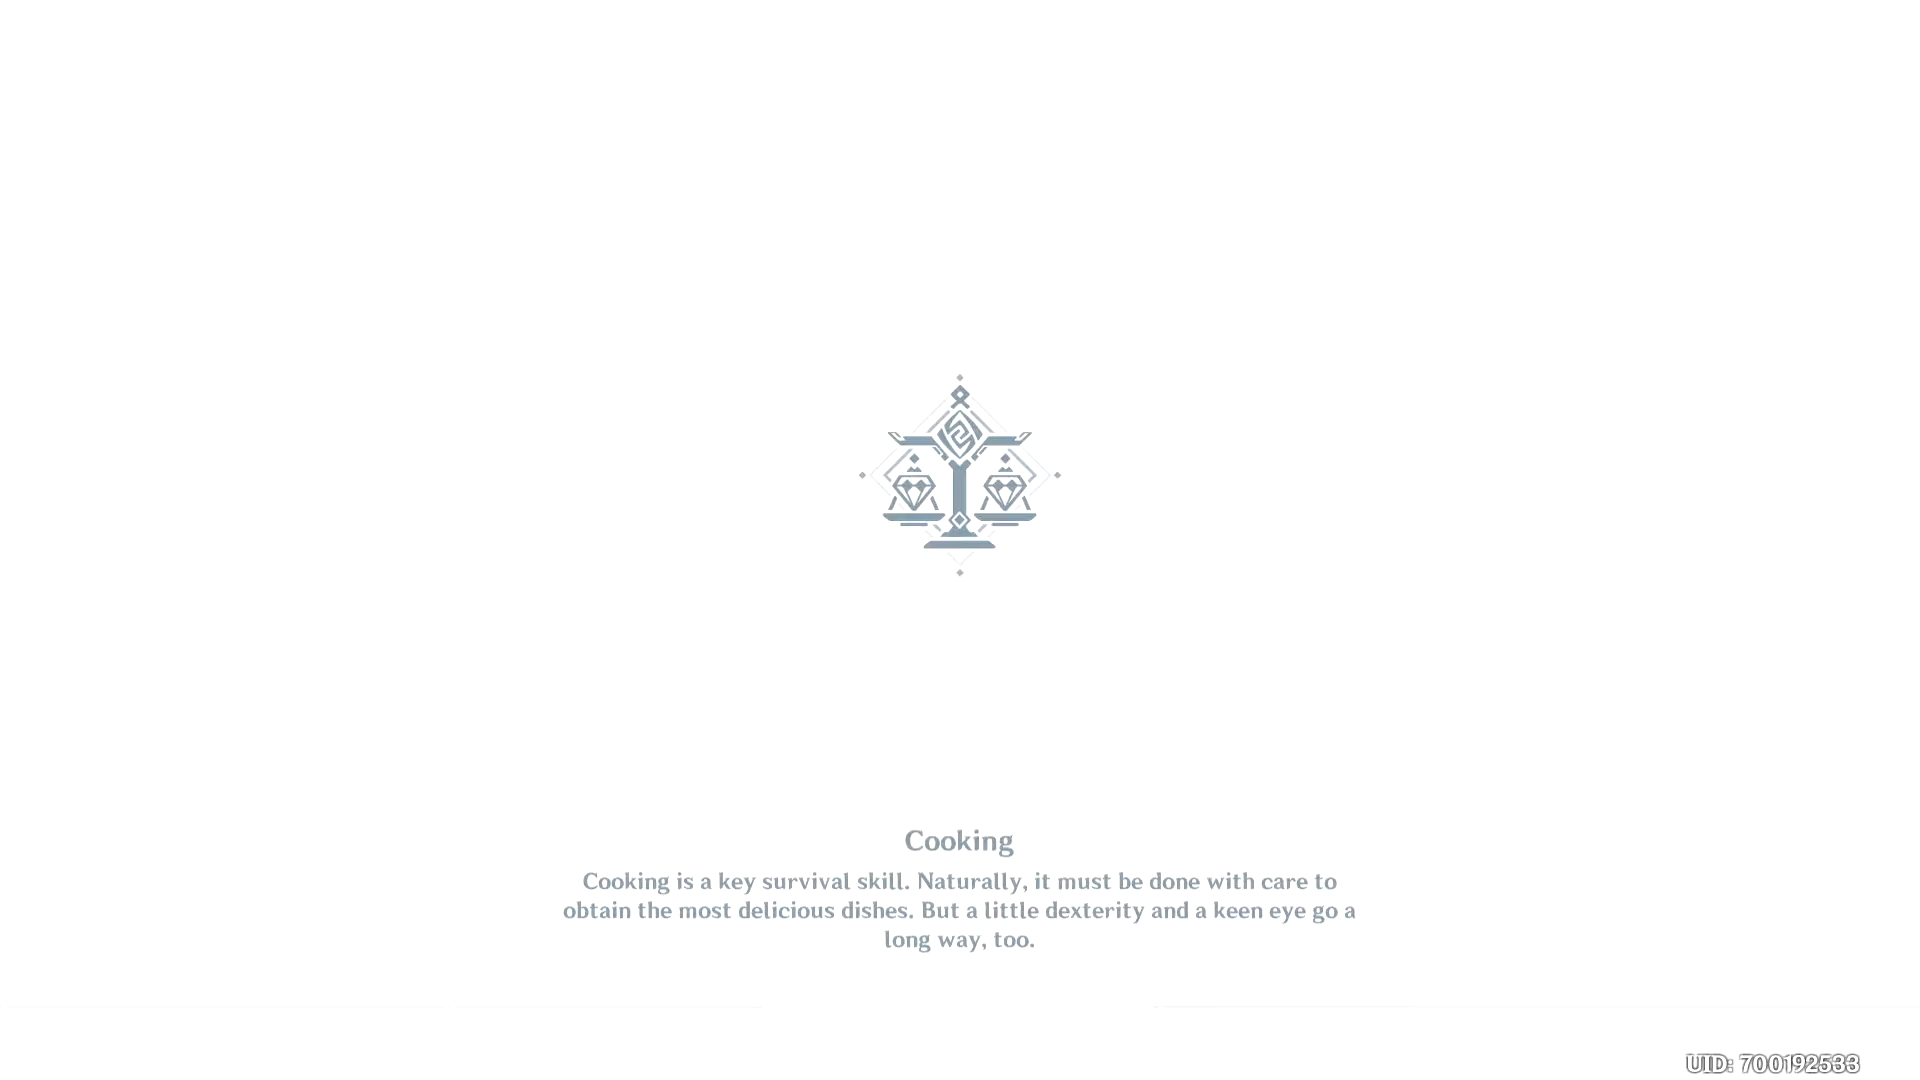 Cooking
Cooking is a key survival skill. Naturally, it must be done with care to
obtain the most delicious dishes. But a little dexterity and a keen eye go a
long way, too.
UID: 700192533